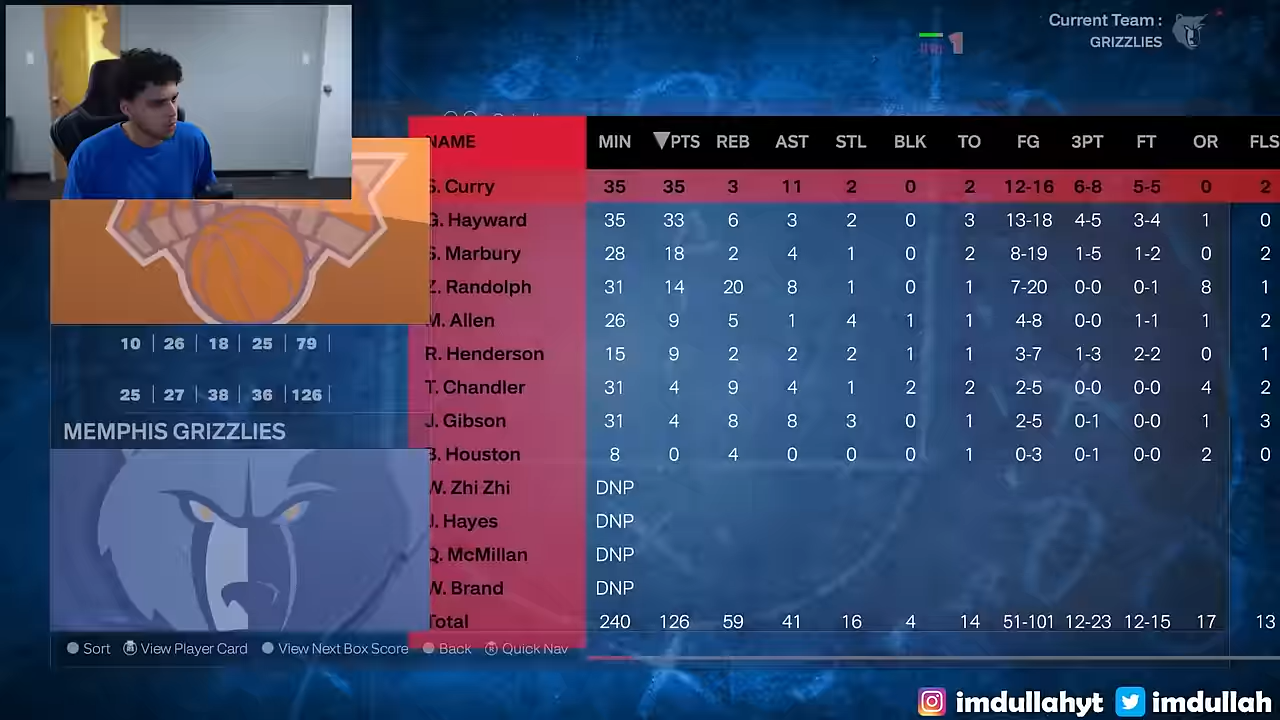 Current Team :
GRIZZLIES
1
NAME MIN PTS REB AST STL BLK TO FG 3PT FT OR FLS
S. Curry 35 35 3 11 2 0 2 12-16 6-8 5-5 0 2
G. Hayward 35 33 6 3 2 0 3 13-18 4-5 3-4 1 0
S. Marbury 28 18 2 4 1 0 2 8-19 1-5 1-2 0 2
Z. Randolph 31 14 20 8 1 0 1 7-20 0-0 0-1 8 1
M. Allen 26 9 5 1 4 1 1 4-8 0-0 1-1 1 2
R. Henderson 15 9 2 2 2 1 1 3-7 1-3 2-2 0 1
T. Chandler 31 4 9 4 1 2 2 2-5 0-0 0-0 4 2
J. Gibson 31 4 8 8 3 0 1 2-5 0-1 0-0 1 3
B. Houston 8 0 4 0 0 0 1 0-3 0-1 0-0 2 0
W. Zhi Zhi DNP
J. Hayes DNP
Q. McMillan DNP
W. Brand DNP
Total 240 126 59 41 16 4 14 51-101 12-23 12-15 17 13
10 26 18 25 79
25 27 38 36 126
MEMPHIS GRIZZLIES
Sort View Player Card View Next Box Score Back Quick Nav
imdullahyt imdullah